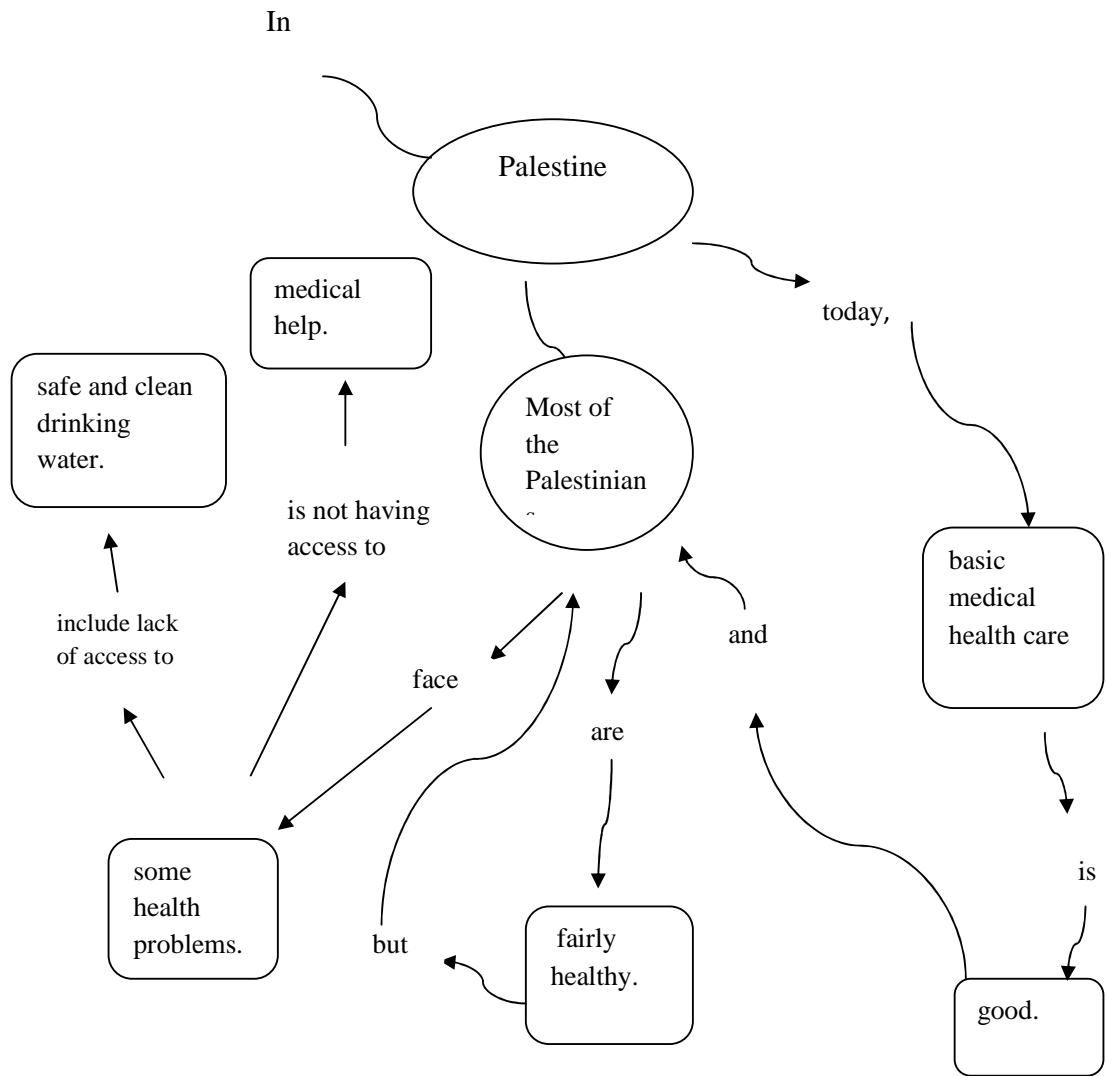 In
Palestine
medical
help.
today,
safe and clean
drinking
water.
Most of
the
Palestinian
is not having
access to
basic
medical
health care
include lack
of access to
and
face
are
is
some
health
problems.
but
fairly
healthy.
good.